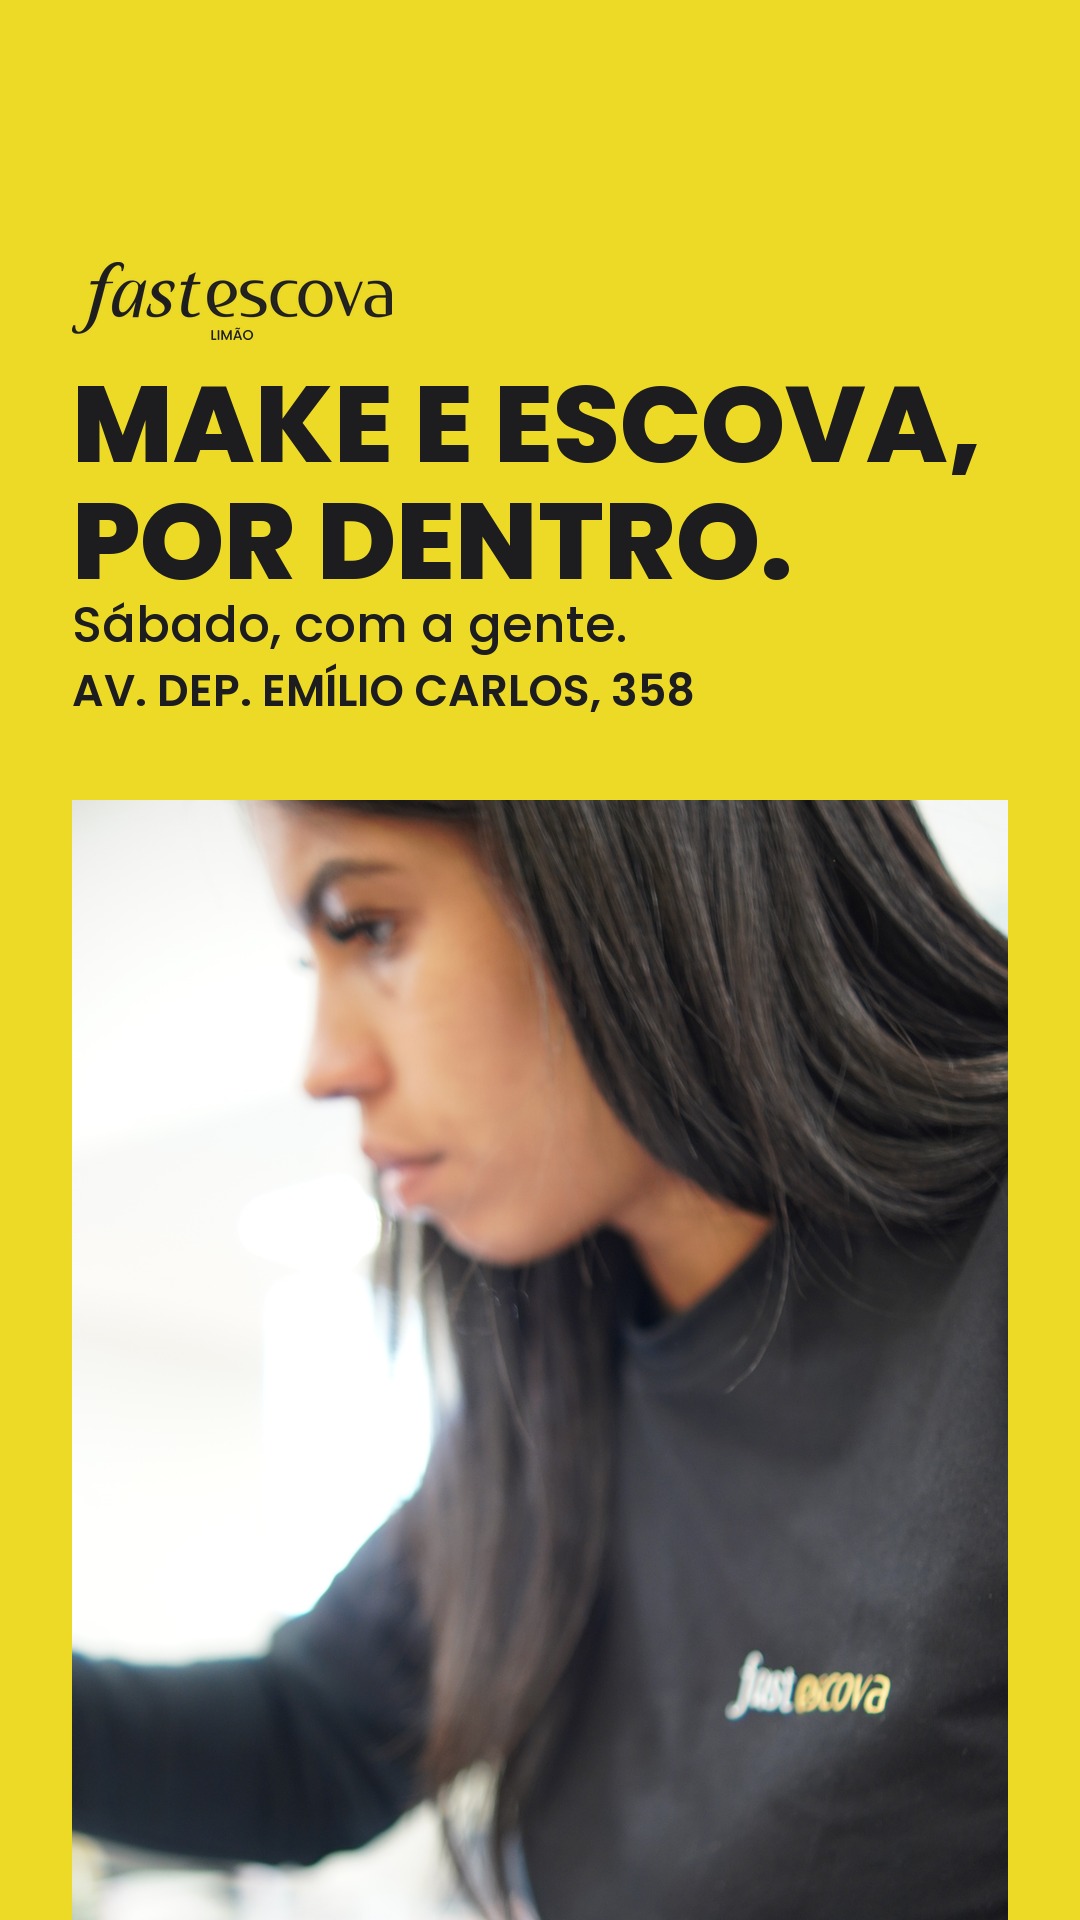 fastescova
LIMÃO
MAKE E ESCOVA,
POR DENTRO.
Sábado, com a gente.
AV. DEP. EMÍLIO CARLOS, 358
fastescova